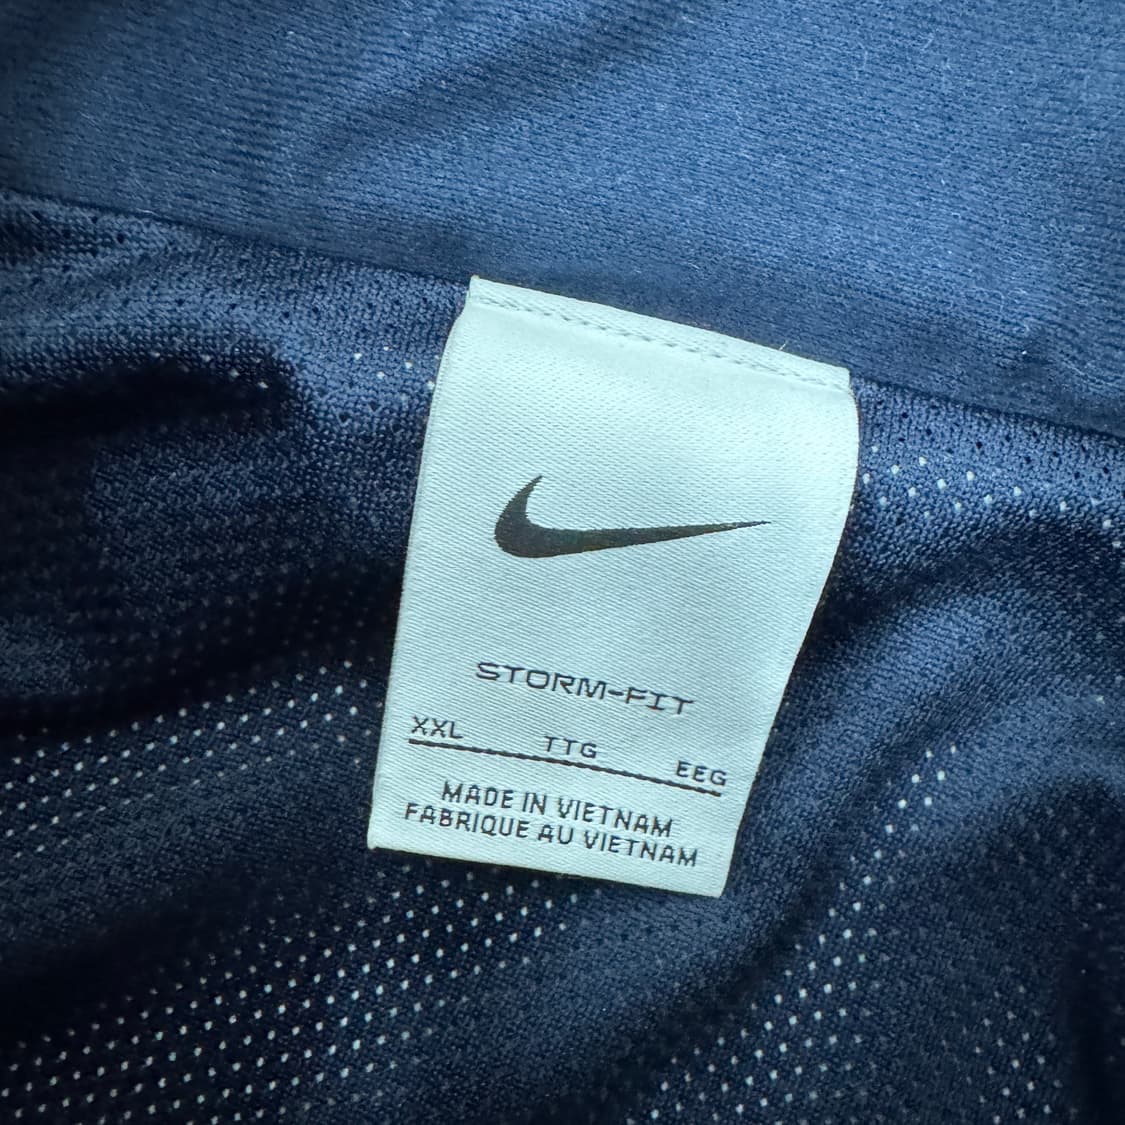 STORM-FIT
XXL TTG EEG
MADE IN VIETNAM
FABRIQUE AU VIETNAM